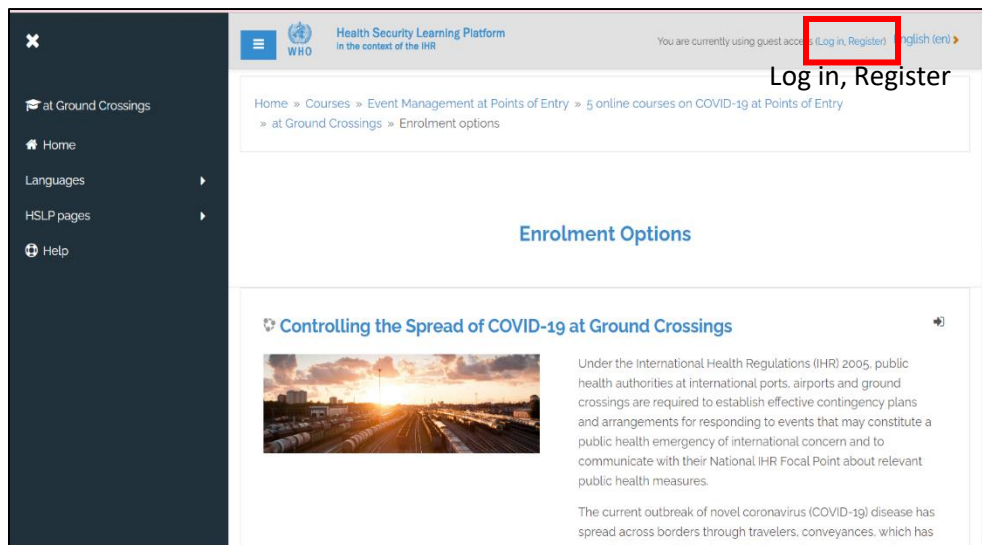 Health Security Learning Platform
in the context of the IHR
WHO
You are currently using guest access (Log in, Register)
English (en)
Log in, Register
at Ground Crossings
Home
Languages
HSLP pages
Help
Home » Courses » Event Management at Points of Entry » 5 online courses on COVID-19 at Points of Entry
» at Ground Crossings » Enrolment options
Enrolment Options
Controlling the Spread of COVID-19 at Ground Crossings
Under the International Health Regulations (IHR) 2005, public
health authorities at international ports, airports and ground
crossings are required to establish effective contingency plans
and arrangements for responding to events that may constitute a
public health emergency of international concern and to
communicate with their National IHR Focal Point about relevant
public health measures.
The current outbreak of novel coronavirus (COVID-19) disease has
spread across borders through travelers, conveyances, which has